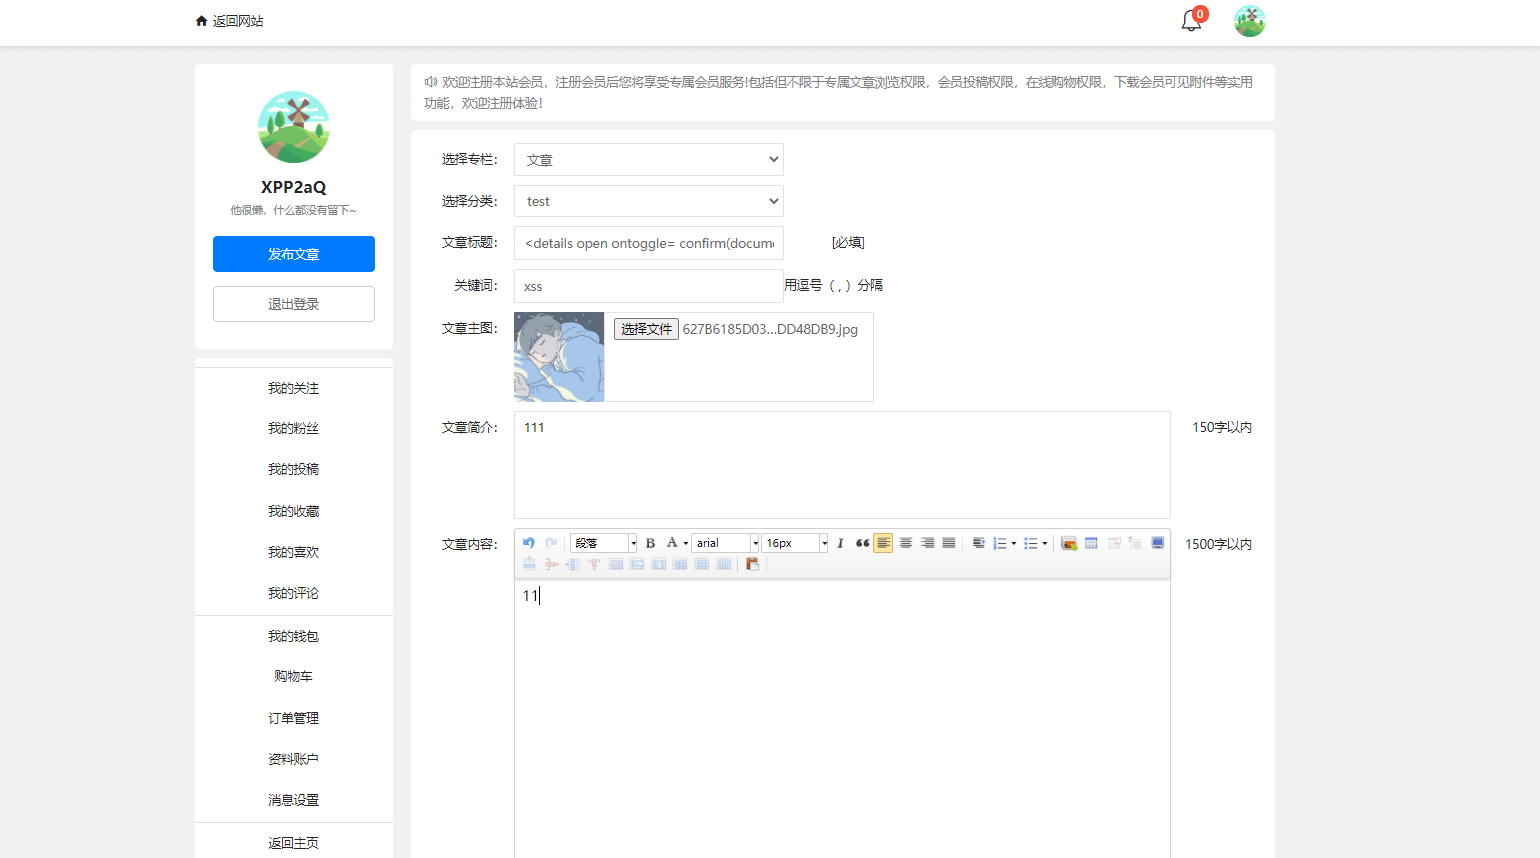 返回网站
0
XPP2aQ
他很懒，什么都没有留下~
发布文章
退出登录
我的关注
我的粉丝
我的投稿
我的收藏
我的喜欢
我的评论
我的钱包
购物车
订单管理
资料账户
消息设置
返回主页
欢迎注册本站会员，注册会员后您将享受专属会员服务!包括但不限于专属文章浏览权限，会员投稿权限，在线购物权限，下载会员可见附件等实用
功能，欢迎注册体验！
选择专栏： 文章
选择分类： test
文章标题： <details open ontoggle= confirm(docum [必填]
关键词： xss 用逗号（ , ）分隔
文章主图： 选择文件 627B6185D03...DD48DB9.jpg
文章简介： 111 150字以内
文章内容： 段落 B A arial 16px I 1500字以内
11